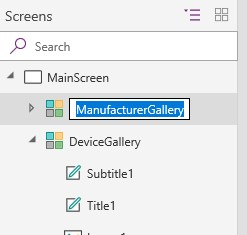 Screens
Search
MainScreen
ManufacturerGallery
DeviceGallery
Subtitle1
Title1